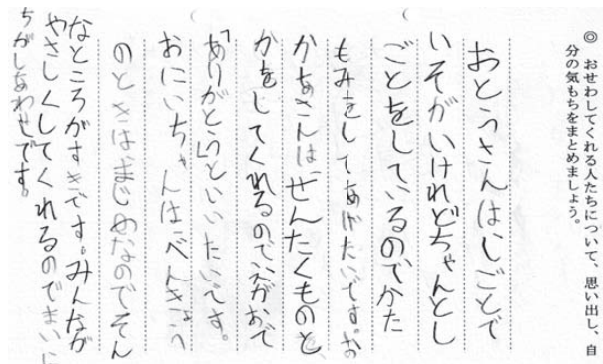 ◎ おせわしてくれる人たちについて、思い出し、自
分の気もちをまとめましょう。
おとうさんはしごとで
いそがいけれどちゃんとし
ごとをしているのでかた
もみをしてあげたいです。お
かあさんは、ぜんたくものと
かをじてくれるので、えがおで
「ありがとう」といいたいです。
おにいちゃんは、べんきょう
のときは、まじめなのでそん
なところがすきです。みんなが
やさしくしてくれるのでまいに
ちがしあわせです。